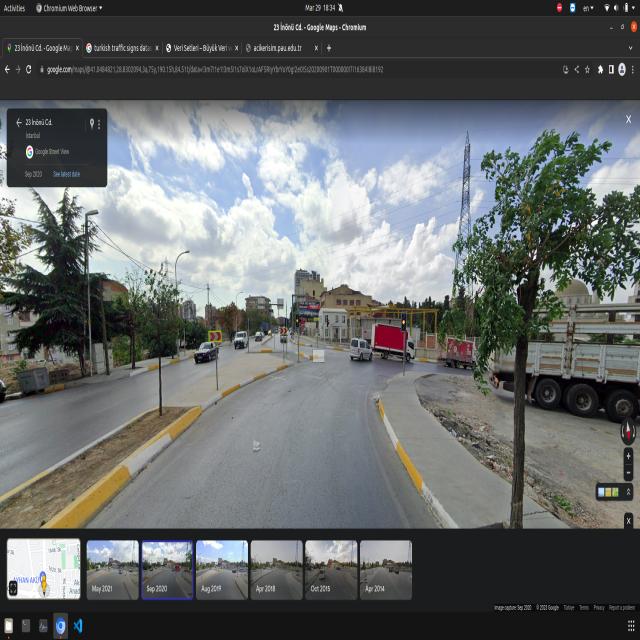 Activities
Chromium Web Browser
Mar 29 18:34
en
23 İnönü Cd. - Google Maps - Chromium
23 İnönü Cd. - Google Map
turkish traffic signs datas
Veri Setleri – Büyük Veri v
acikerisim.pau.edu.tr
23 İnönü Cd.
İstanbul
Google Street View
Sep 2020
See latest date
X
May 2021
Sep 2020
Aug 2019
Apr 2018
Oct 2015
Apr 2014
Image capture: Sep 2020 © 2023 Google Türkiye Terms Privacy Report a problem